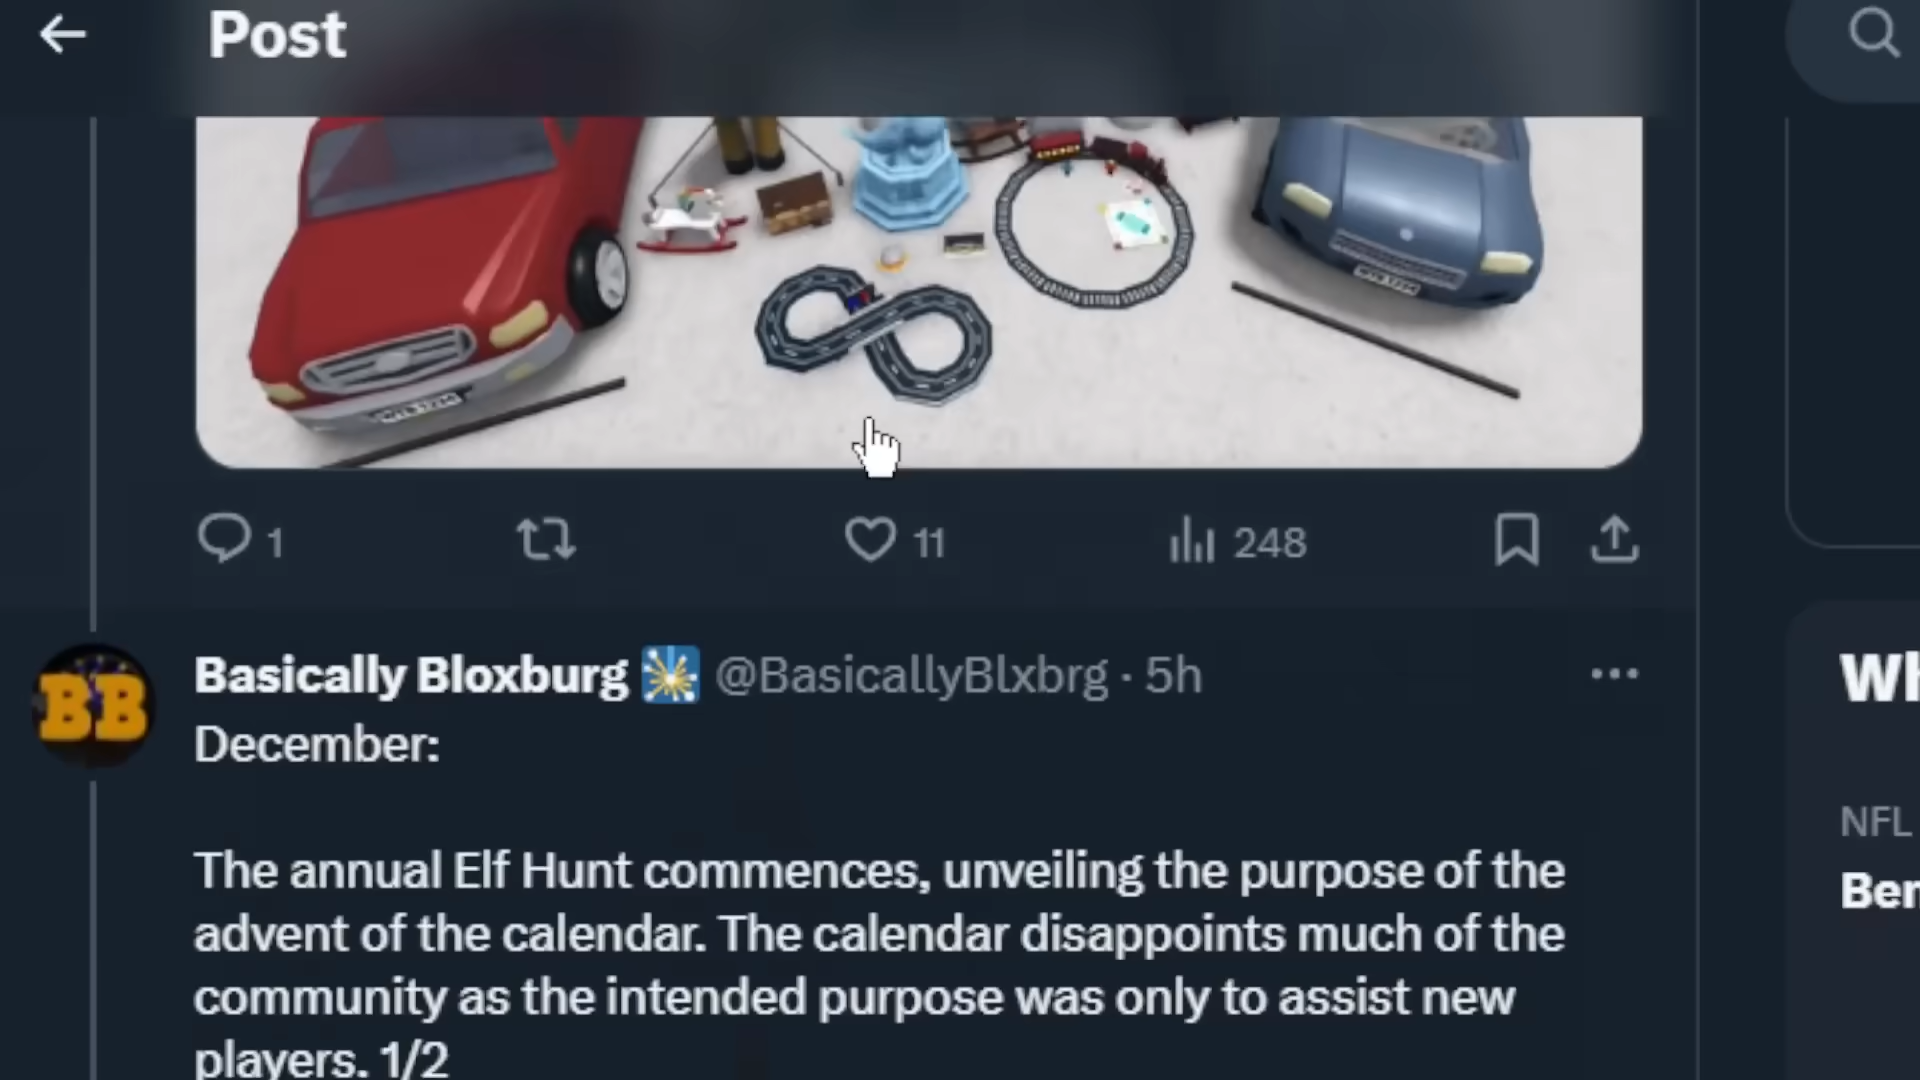 Post
1
11
248
Basically Bloxburg @BasicallyBlxbrg · 5h
BB
December:
The annual Elf Hunt commences, unveiling the purpose of the
advent of the calendar. The calendar disappoints much of the
community as the intended purpose was only to assist new
players. 1/2
NFL